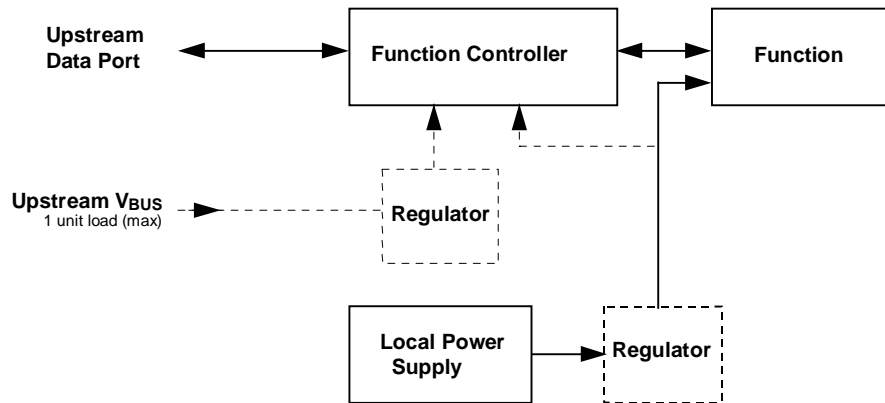 Upstream
Data Port
Function Controller
Function
Upstream VBUS
1 unit load (max)
Regulator
Local Power
Supply
Regulator